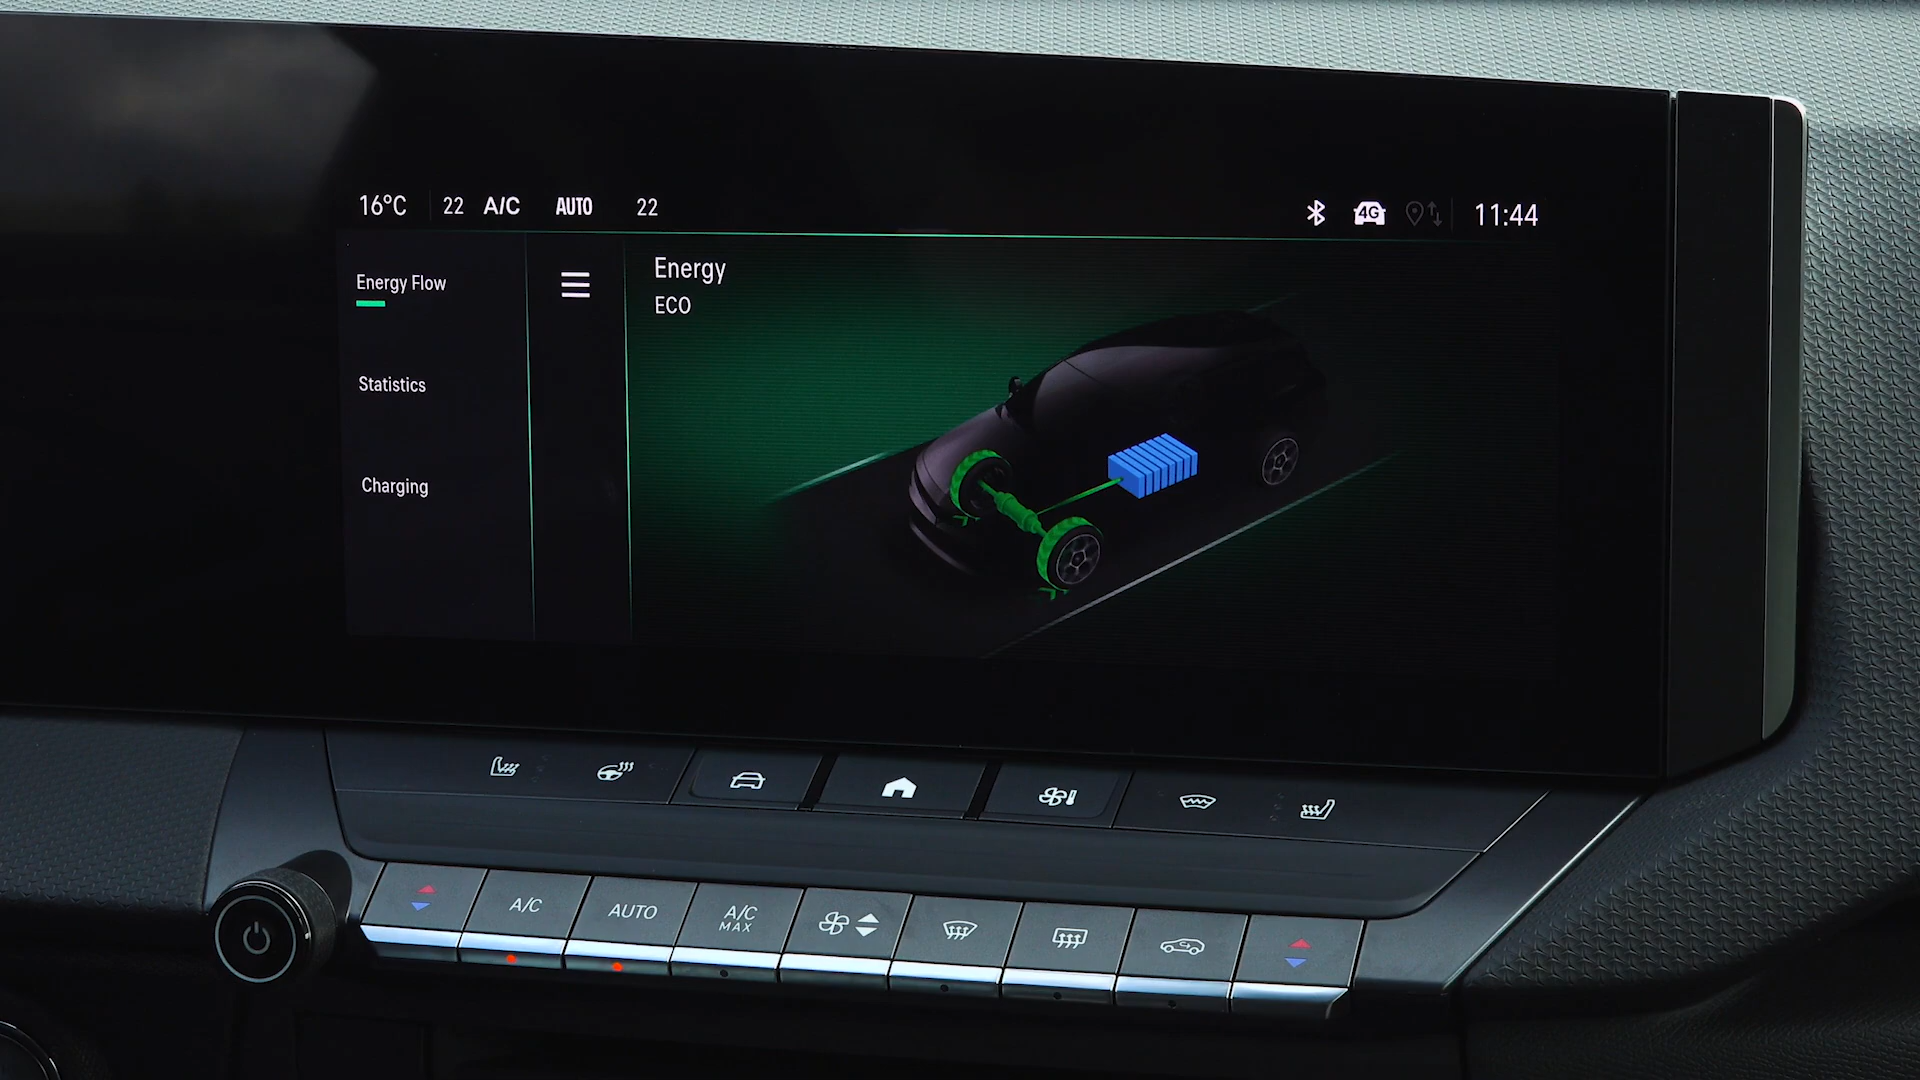 16°C 22 A/C AUTO 22 4G 11:44
Energy Flow
Statistics
Charging
Energy
ECO
A/C AUTO A/C MAX